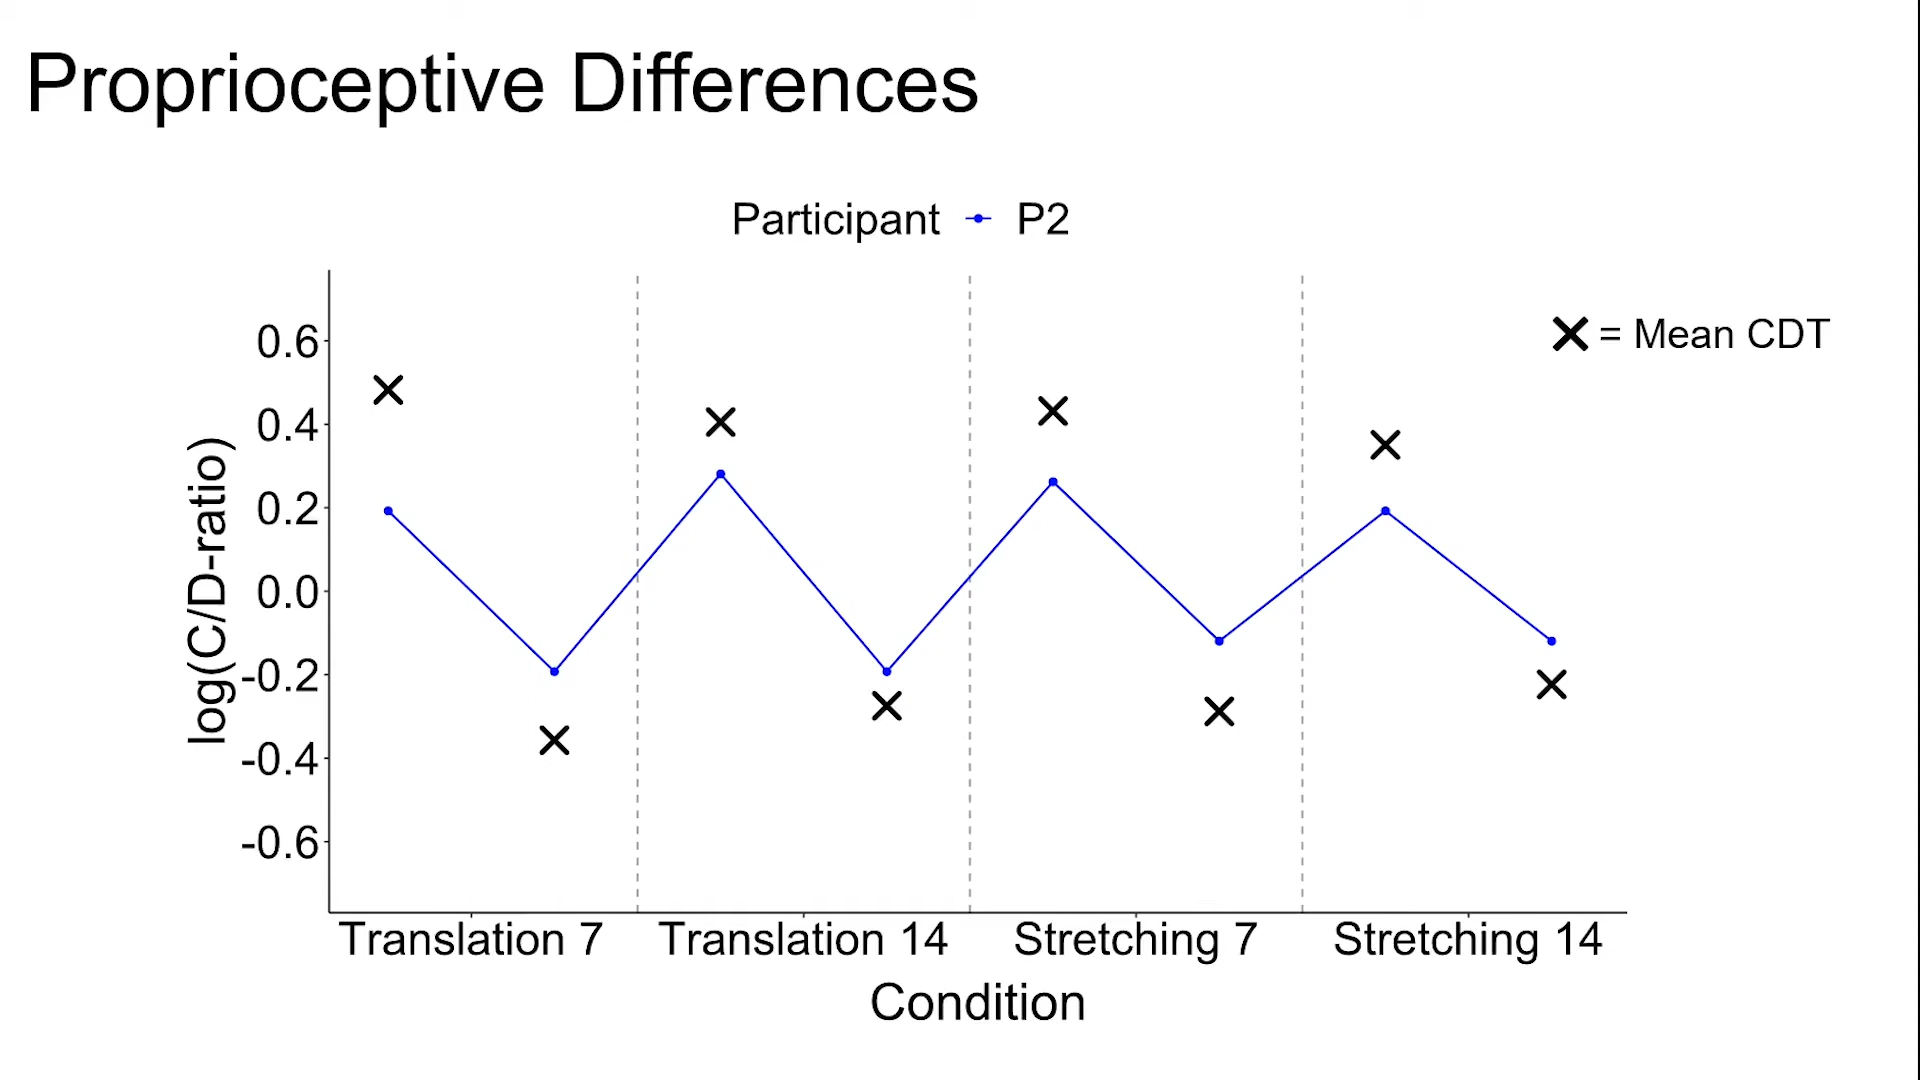 Proprioceptive Differences
Participant P2
0.6
0.4
0.2
0.0
-0.2
-0.4
-0.6
log(C/D-ratio)
= Mean CDT
Translation 7 Translation 14 Stretching 7 Stretching 14
Condition